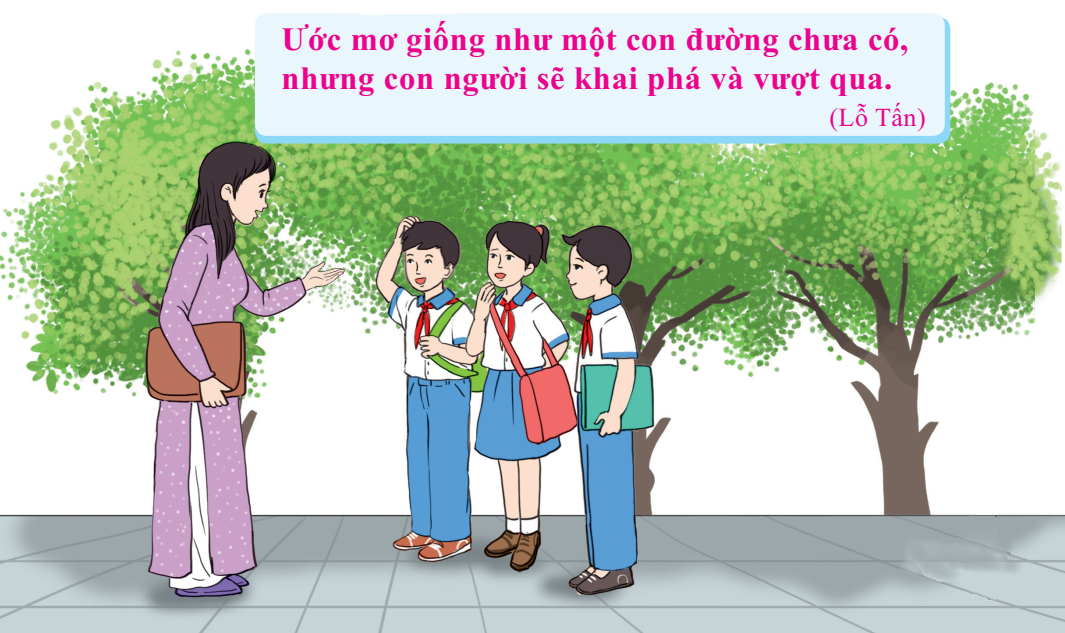 Ước mơ giống như một con đường chưa có,
nhưng con người sẽ khai phá và vượt qua.
(Lỗ Tấn)